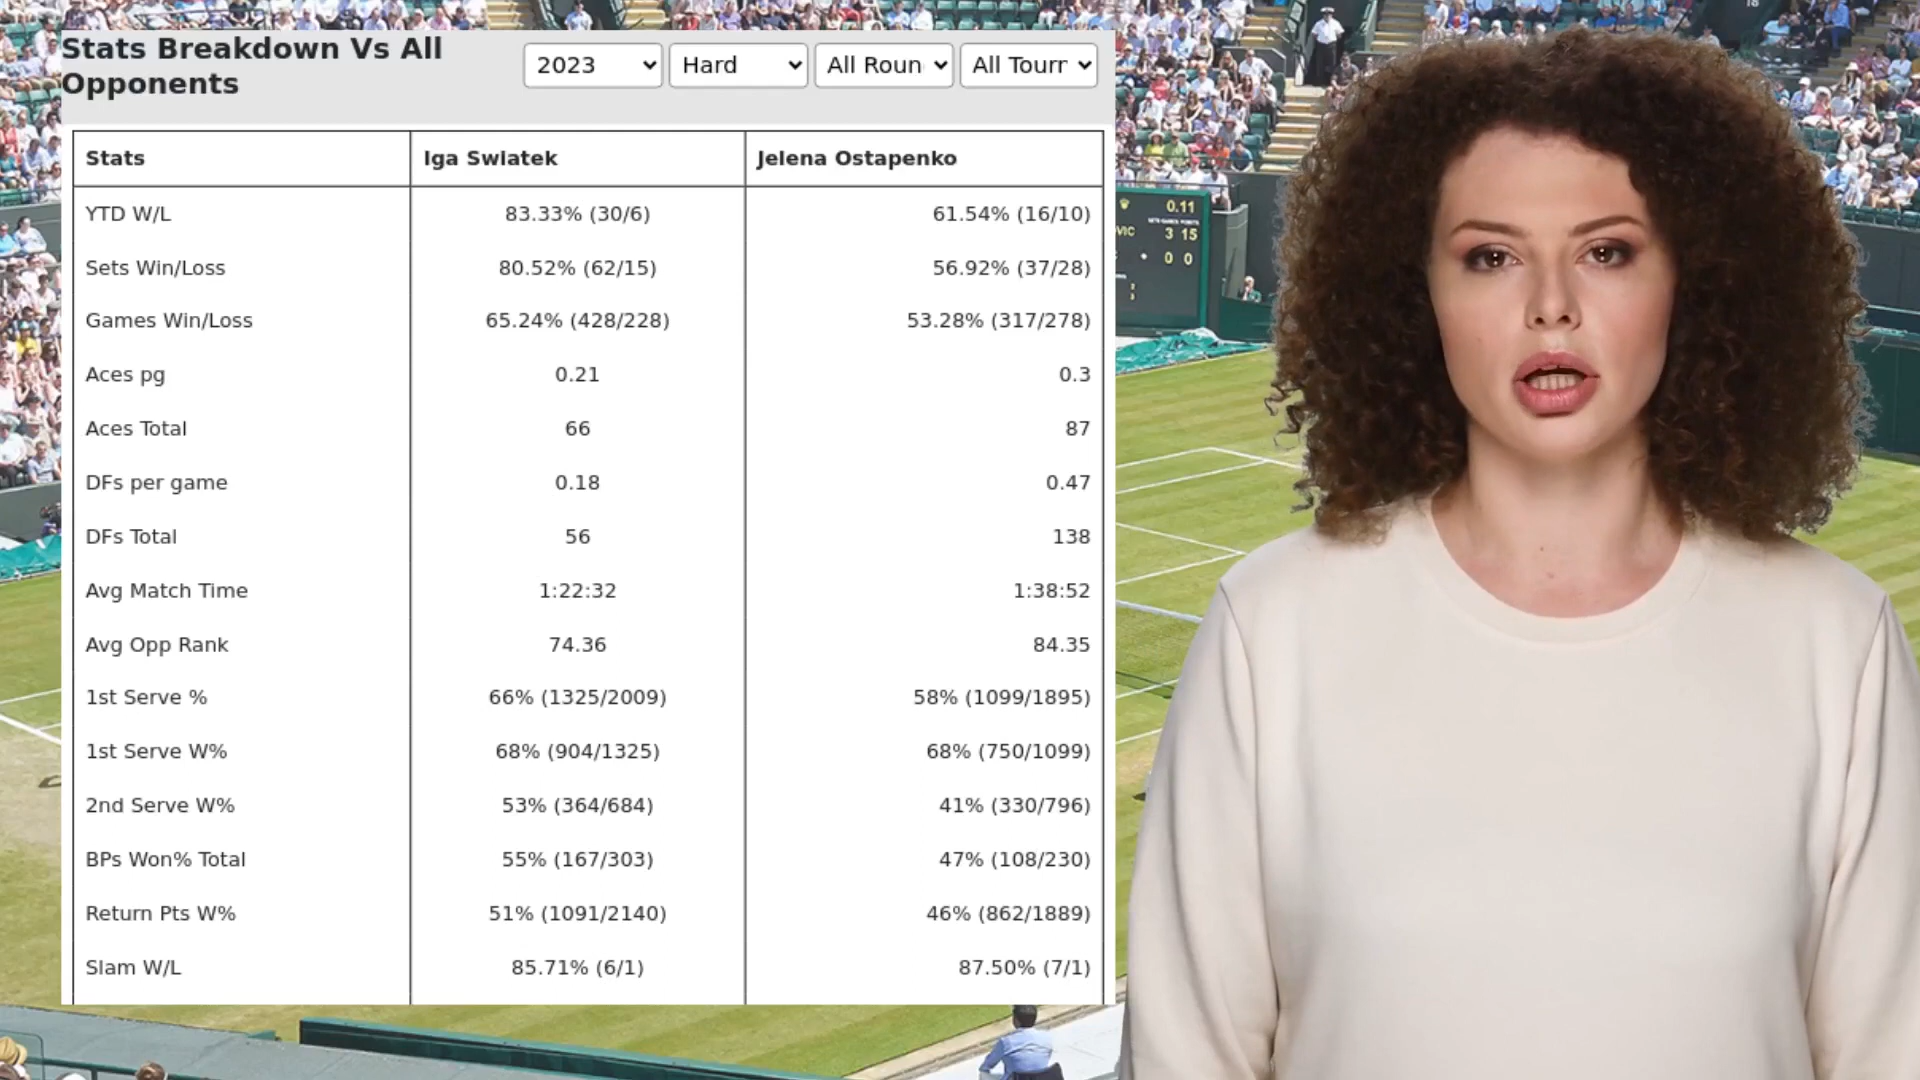 Stats Breakdown Vs All
Opponents
2023 Hard All Roun All Tourr
Stats Iga Swiatek Jelena Ostapenko
YTD W/L 83.33% (30/6) 61.54% (16/10)
Sets Win/Loss 80.52% (62/15) 56.92% (37/28)
Games Win/Loss 65.24% (428/228) 53.28% (317/278)
Aces pg 0.21 0.3
Aces Total 66 87
DFs per game 0.18 0.47
DFs Total 56 138
Avg Match Time 1:22:32 1:38:52
Avg Opp Rank 74.36 84.35
1st Serve % 66% (1325/2009) 58% (1099/1895)
1st Serve W% 68% (904/1325) 68% (750/1099)
2nd Serve W% 53% (364/684) 41% (330/796)
BPs Won% Total 55% (167/303) 47% (108/230)
Return Pts W% 51% (1091/2140) 46% (862/1889)
Slam W/L 85.71% (6/1) 87.50% (7/1)
18
0.11
VIC 3 15
0 0